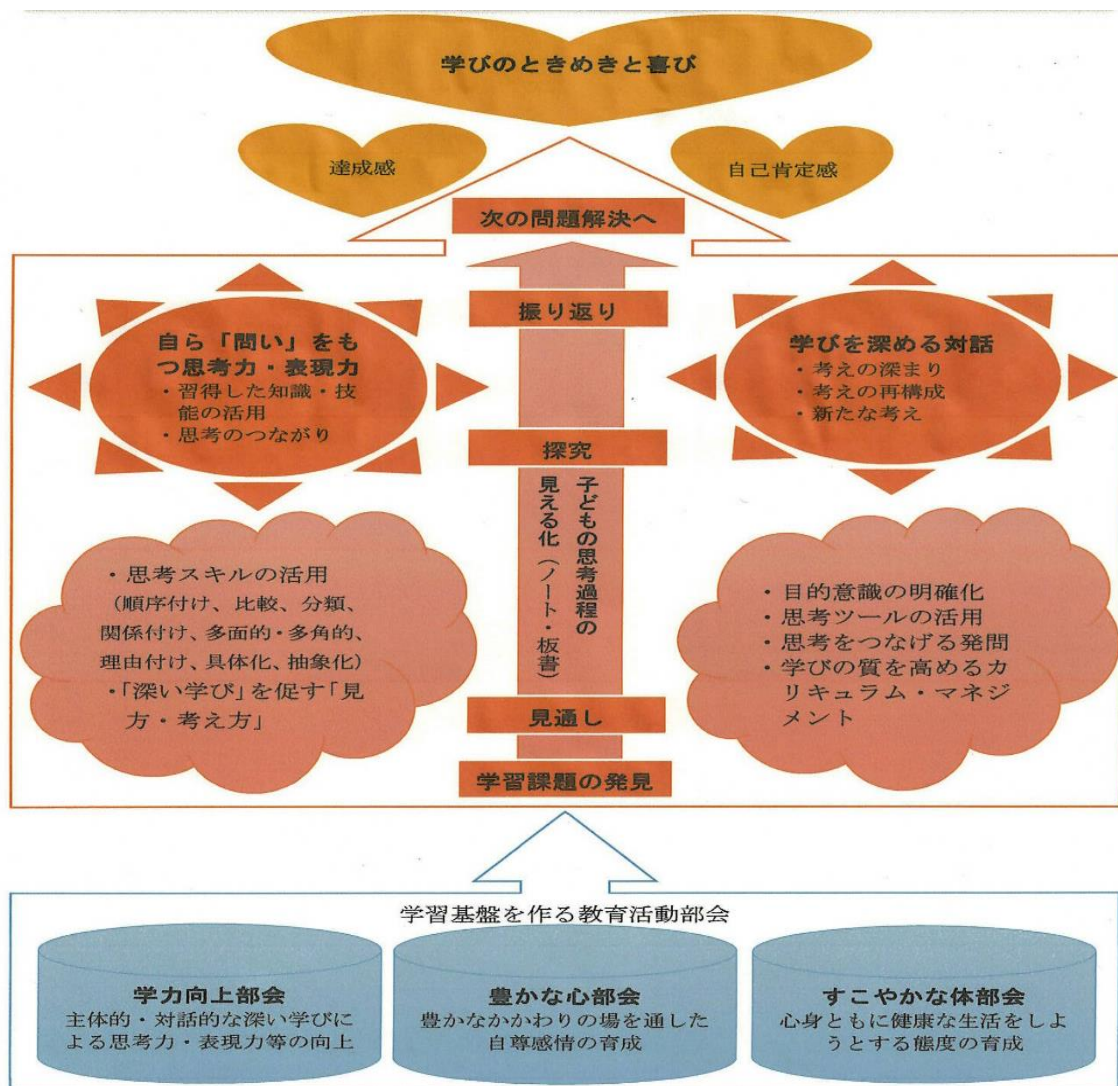 学びのときめきと喜び
達成感
自己肯定感
次の問題解決へ
振り返り
自ら「問い」をも
つ思考力・表現力
・習得した知識・技
能の活用
・思考のつながり
学びを深める対話
・考えの深まり
・考えの再構成
・新たな考え
探究
子どもの思考過程の
見える化（ノート・板書）
・思考スキルの活用
（順序付け、比較、分類、
関係付け、多面的・多角的、
理由付け、具体化、抽象化）
・「深い学び」を促す「見
方・考え方」
・目的意識の明確化
・思考ツールの活用
・思考をつなげる発問
・学びの質を高めるカ
リキュラム・マネジ
メント
見通し
学習課題の発見
学習基盤を作る教育活動部会
学力向上部会
主体的・対話的な深い学びに
よる思考力・表現力等の向上
豊かな心部会
豊かなかかわりの場を通した
自尊感情の育成
すこやかな体部会
心身ともに健康な生活をしよ
うとする態度の育成